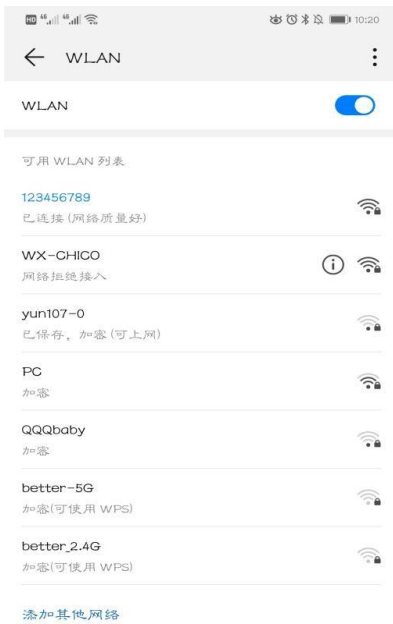 HD 46 46 10:20
WLAN
WLAN
可用 WLAN 列表
123456789
已连接 (网络质量好)
WX-CHICO
网络拒绝接入
yun107-0
已保存，加密 (可上网)
PC
加密
QQQbaby
加密
better-5G
加密(可使用 WPS)
better_2.4G
加密(可使用 WPS)
添加其他网络